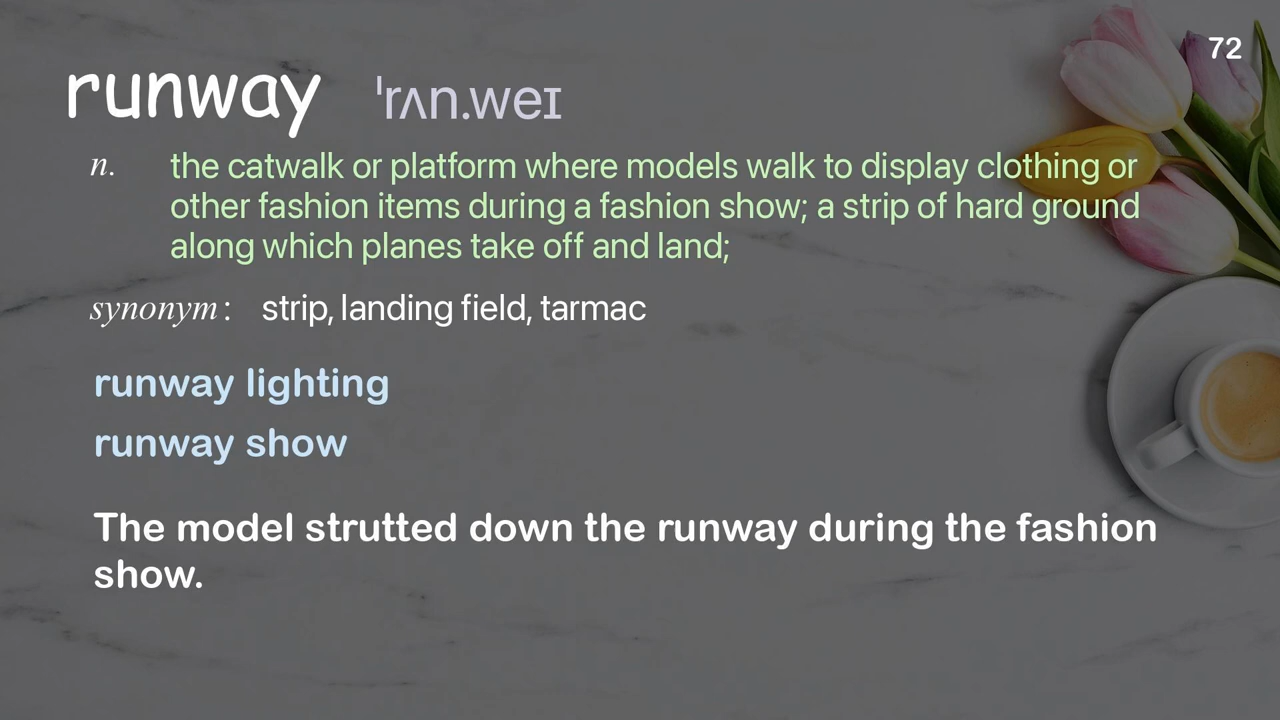 72
runway ˈrʌn.weɪ
n. the catwalk or platform where models walk to display clothing or
other fashion items during a fashion show; a strip of hard ground
along which planes take off and land;
synonym: strip, landing field, tarmac
runway lighting
runway show
The model strutted down the runway during the fashion
show.